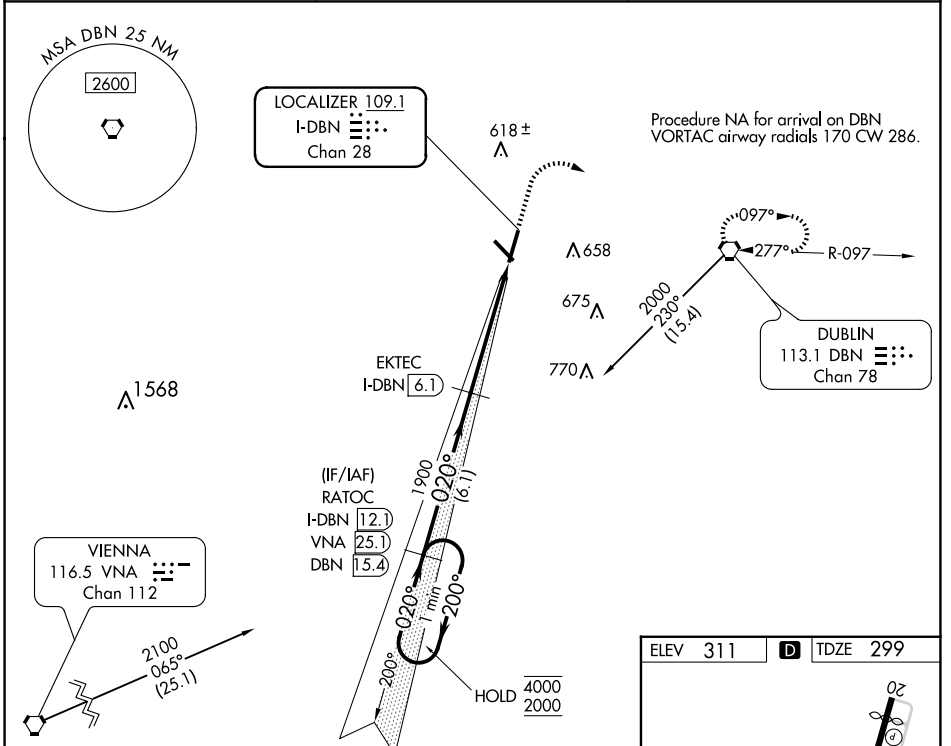 MSA DBN 25 NM
2600
LOCALIZER 109.1
I-DBN
Chan 28
618 ±
Procedure NA for arrival on DBN
VORTAC airway radials 170 CW 286.
658
675
770
097°
277°
R-097
2000
230°
(15.4)
DUBLIN
113.1 DBN
Chan 78
1568
EKTEC
I-DBN 6.1
(IF/IAF)
RATOC
I-DBN 12.1
VNA 25.1
DBN 15.4
1900
020°
(6.1)
020°
1 min
200°
200°
HOLD 4000
2000
VIENNA
116.5 VNA
Chan 112
2100
065°
(25.1)
ELEV 311 D TDZE 299
20
P